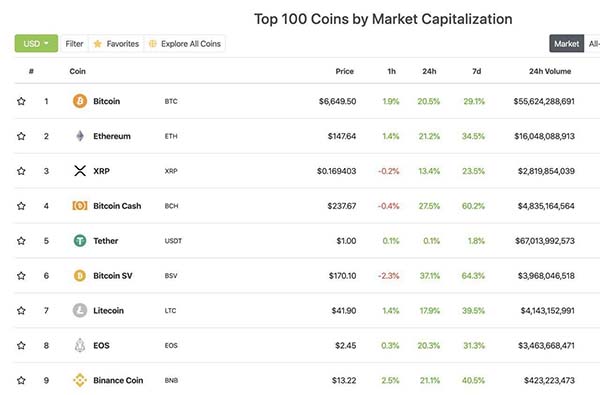 Top 100 Coins by Market Capitalization
USD Filter Favorites Explore All Coins Market All-
# Coin Price 1h 24h 7d 24h Volume
1 Bitcoin BTC $6,649.50 1.9% 20.5% 29.1% $55,624,288,691
2 Ethereum ETH $147.64 1.4% 21.2% 34.5% $16,048,088,913
3 XRP XRP $0.169403 -0.2% 13.4% 23.5% $2,819,854,039
4 Bitcoin Cash BCH $237.67 -0.4% 27.5% 60.2% $4,835,164,564
5 Tether USDT $1.00 0.1% 0.1% 1.8% $67,013,992,573
6 Bitcoin SV BSV $170.10 -2.3% 37.1% 64.3% $3,968,046,518
7 Litecoin LTC $41.90 1.4% 17.9% 39.5% $4,143,152,991
8 EOS EOS $2.45 0.3% 20.3% 31.3% $3,463,668,471
9 Binance Coin BNB $13.22 2.5% 21.1% 40.5% $423,223,473